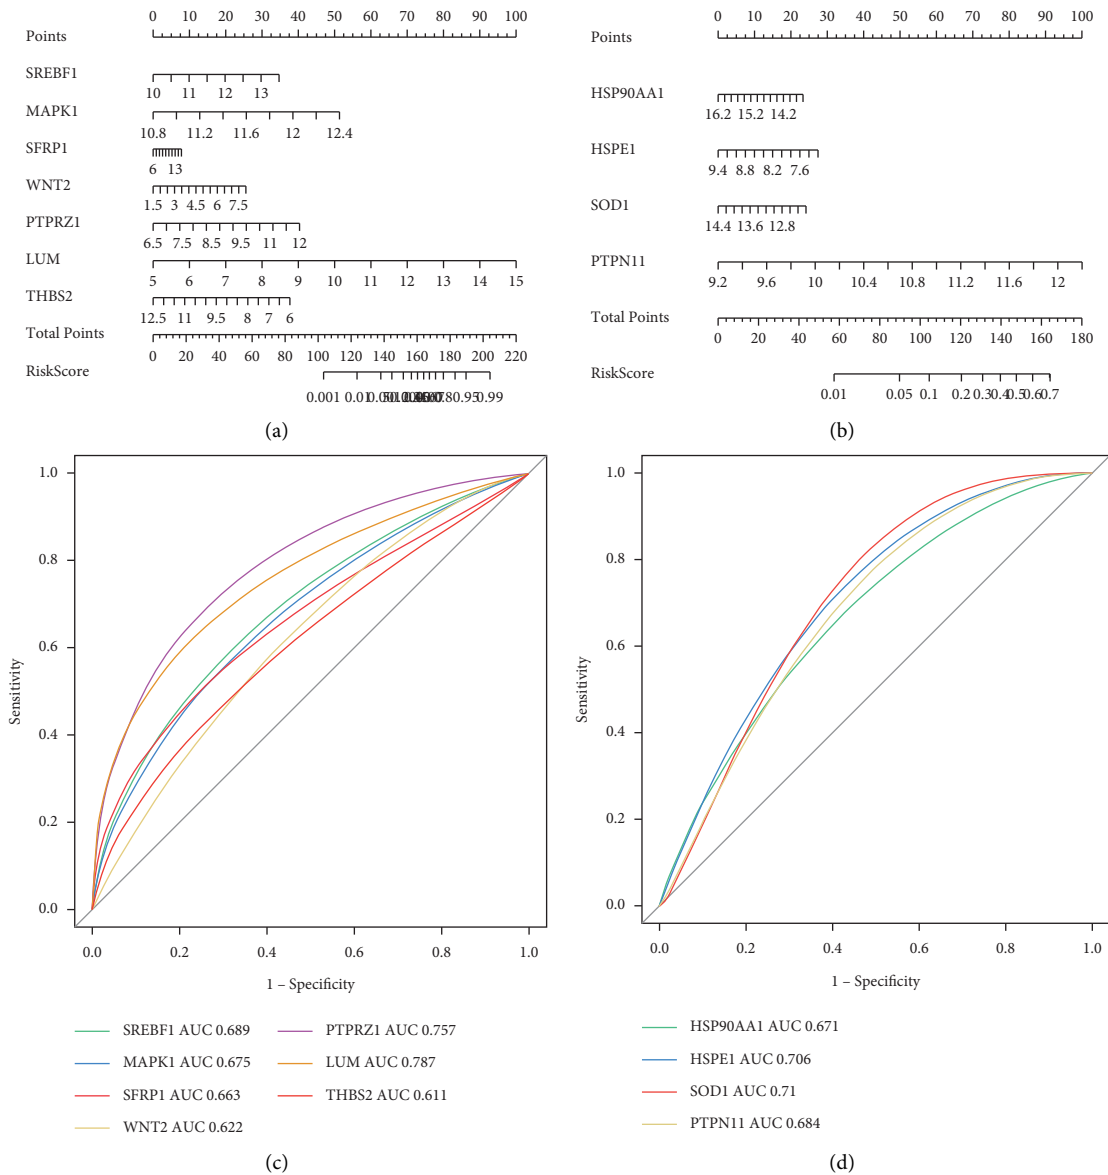 0 10 20 30 40 50 60 70 80 90 100
Points
SREBF1
10 11 12 13
MAPK1
10.8 11.2 11.6 12 12.4
SFRP1
6 13
WNT2
1.5 3 4.5 6 7.5
PTPRZ1
6.5 7.5 8.5 9.5 11 12
LUM
5 6 7 8 9 10 11 12 13 14 15
THBS2
12.5 11 9.5 8 7 6
Total Points
0 20 40 60 80 100 120 140 160 180 200 220
RiskScore
0.001 0.01 0.95 0.99
(a)
0 10 20 30 40 50 60 70 80 90 100
Points
HSP90AA1
16.2 15.2 14.2
HSPE1
9.4 8.8 8.2 7.6
SOD1
14.4 13.6 12.8
PTPN11
9.2 9.6 10 10.4 10.8 11.2 11.6 12
Total Points
0 20 40 60 80 100 120 140 160 180
RiskScore
0.01 0.05 0.1 0.2 0.3 0.4 0.5 0.6 0.7
(b)
1.0
0.8
0.6
0.4
0.2
0.0
Sensitivity
0.0 0.2 0.4 0.6 0.8 1.0
1 – Specificity
SREBF1 AUC 0.689
MAPK1 AUC 0.675
SFRP1 AUC 0.663
WNT2 AUC 0.622
PTPRZ1 AUC 0.757
LUM AUC 0.787
THBS2 AUC 0.611
(c)
1.0
0.8
0.6
0.4
0.2
0.0
Sensitivity
0.0 0.2 0.4 0.6 0.8 1.0
1 – Specificity
HSP90AA1 AUC 0.671
HSPE1 AUC 0.706
SOD1 AUC 0.71
PTPN11 AUC 0.684
(d)